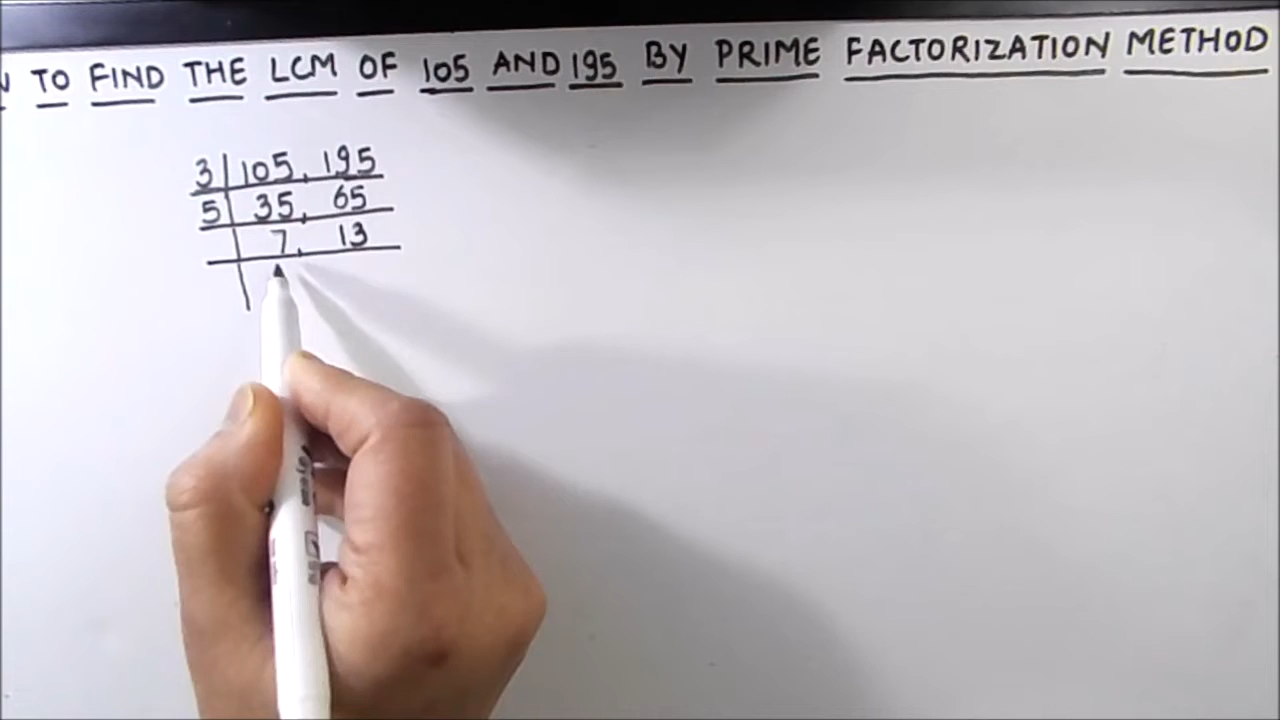 TO FIND THE LCM OF 105 AND 195 BY PRIME FACTORIZATION METHOD
3 105, 195
5 35, 65
7, 13